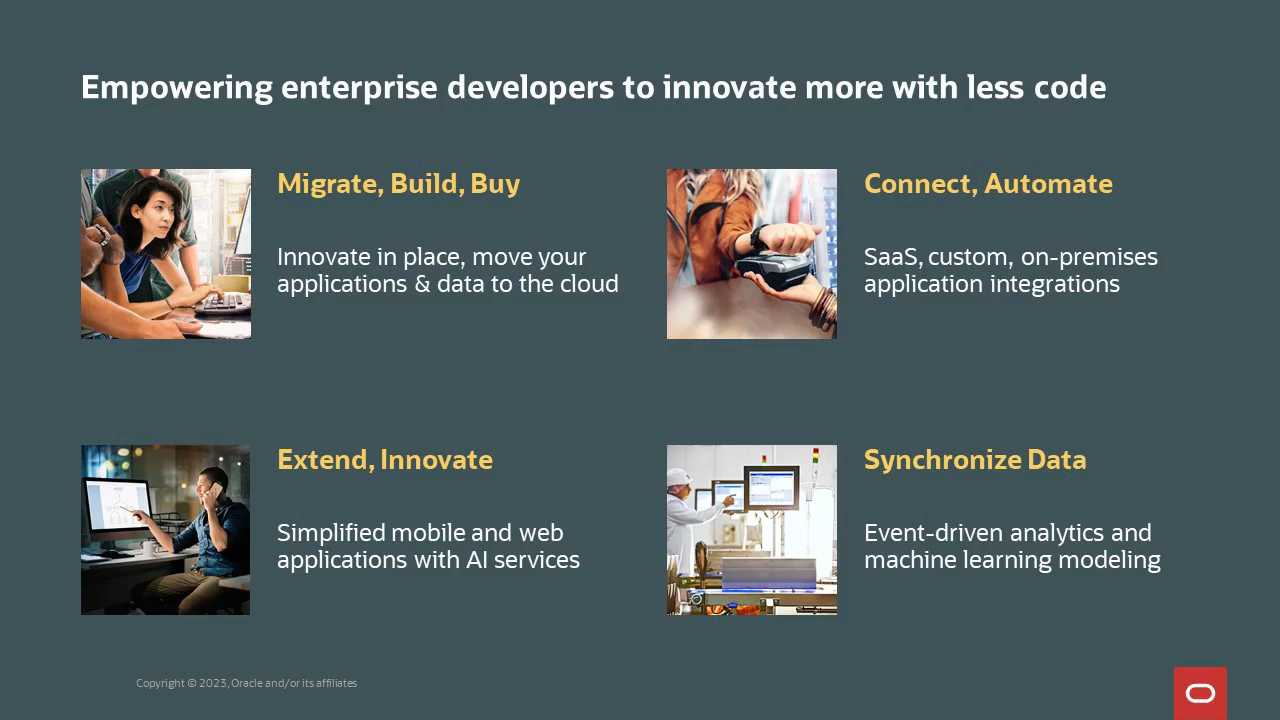 Empowering enterprise developers to innovate more with less code
Migrate, Build, Buy
Innovate in place, move your
applications & data to the cloud
Connect, Automate
SaaS, custom, on-premises
application integrations
Extend, Innovate
Simplified mobile and web
applications with AI services
Synchronize Data
Event-driven analytics and
machine learning modeling
Copyright © 2023, Oracle and/or its affiliates